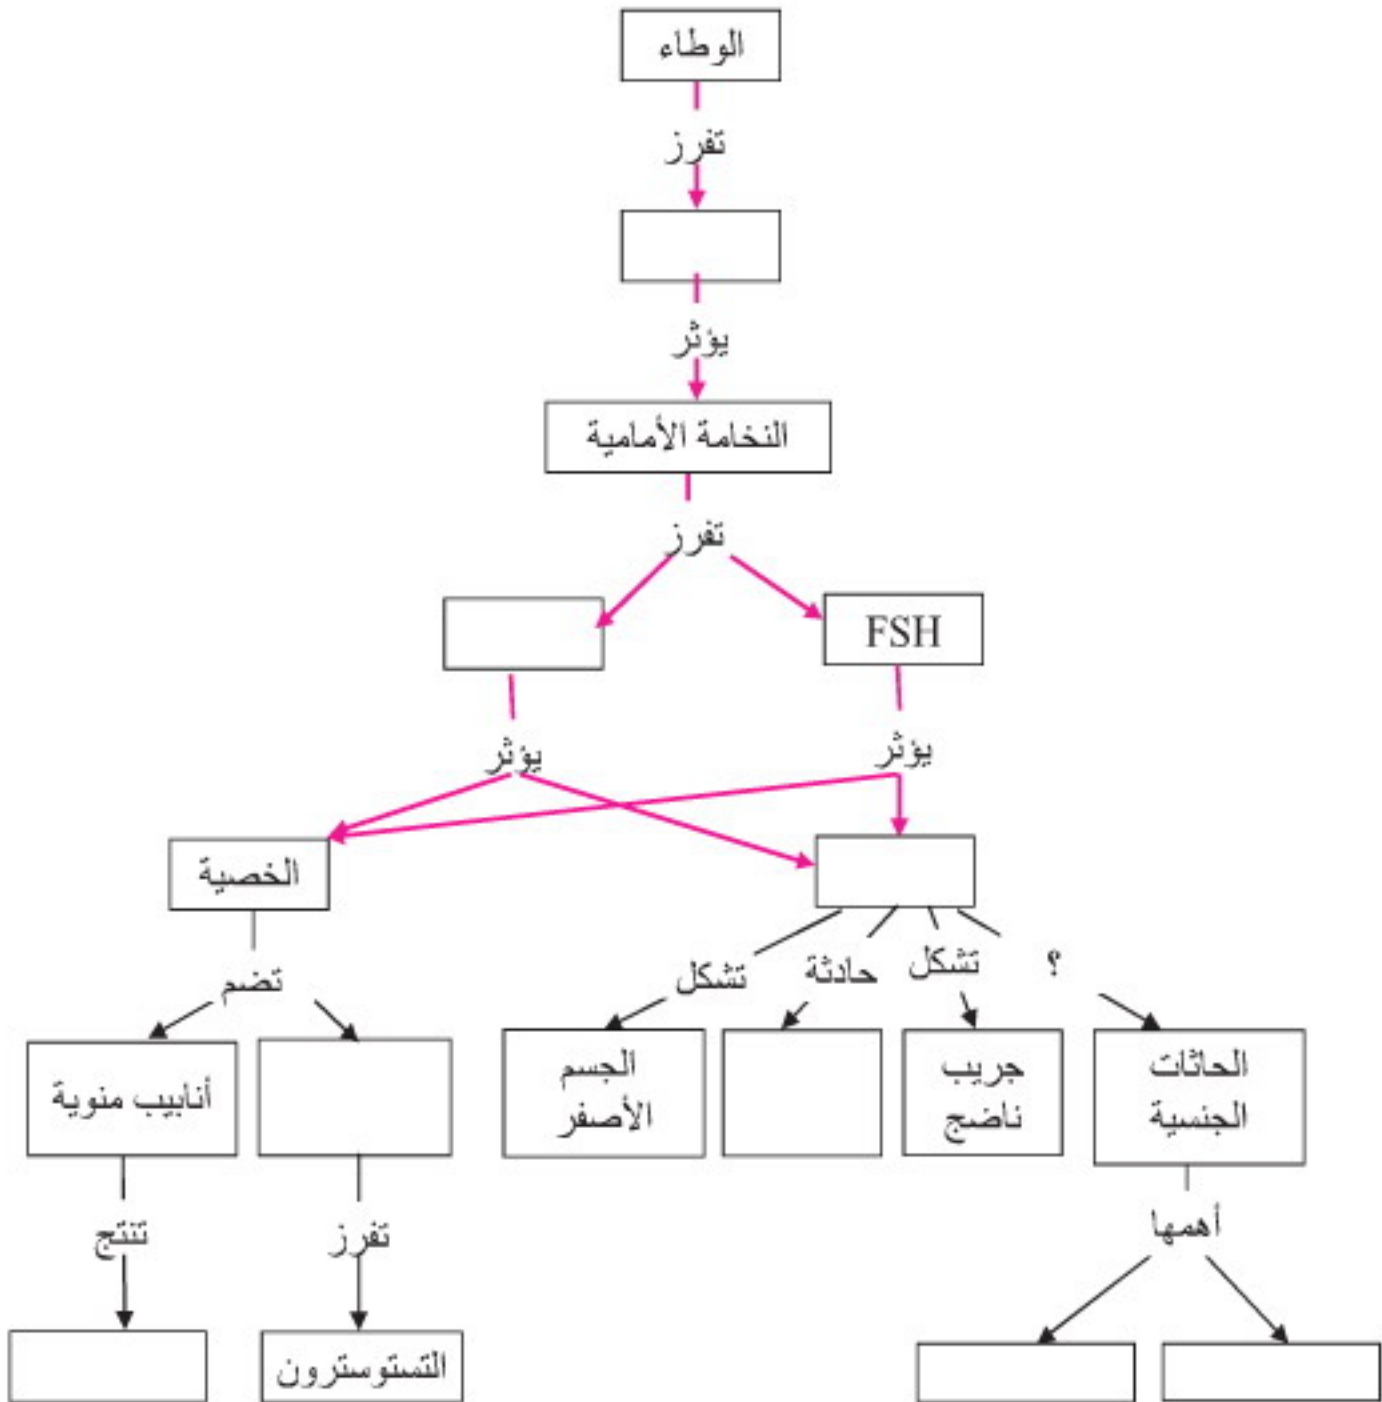 الوطاء
تفرز
يؤثر
النخامة الأمامية
تفرز
FSH
يؤثر
يؤثر
الخصية
تضم
تشكل
حادثة
تشكل
؟
أنابيب منوية
الجسم
الأصفر
جريب
ناضج
الحاثات
الجنسية
تنتج
تفرز
أهمها
التستوسترون